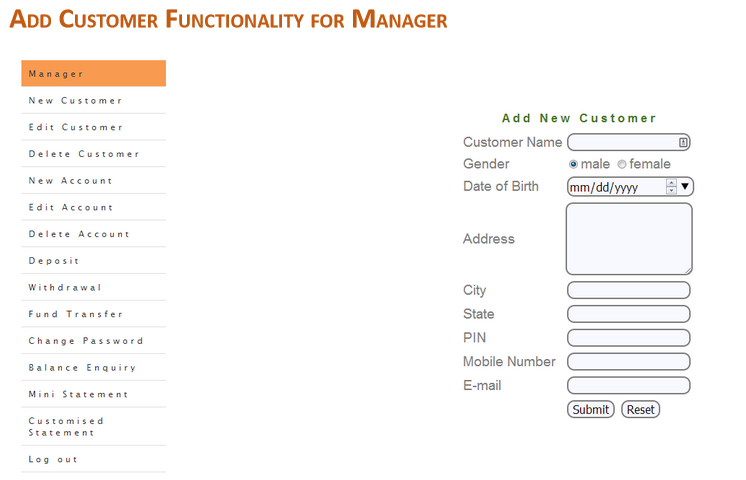 Add Customer Functionality for Manager
Manager
New Customer
Edit Customer
Delete Customer
New Account
Edit Account
Delete Account
Deposit
Withdrawal
Fund Transfer
Change Password
Balance Enquiry
Mini Statement
Customised
Statement
Log out
Add New Customer
Customer Name
Gender male female
Date of Birth mm/dd/yyyy
Address
City
State
PIN
Mobile Number
E-mail
Submit Reset